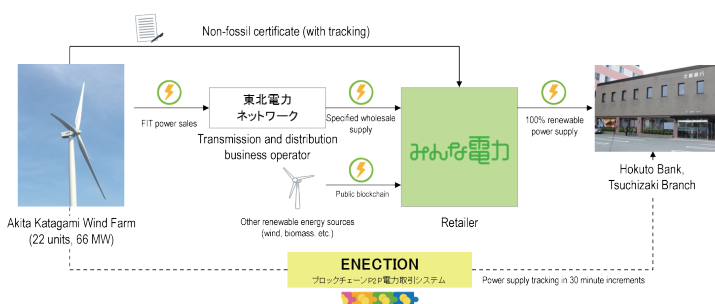 Non-fossil certificate (with tracking)
東北電力
ネットワーク
FIT power sales
Transmission and distribution
business operator
Specified wholesale
supply
みんな電力
100% renewable
power supply
北都銀行
Public blockchain
Hokuto Bank,
Tsuchizaki Branch
Akita Katagami Wind Farm
(22 units, 66 MW)
Other renewable energy sources
(wind, biomass, etc.)
Retailer
ENECTION
ブロックチェーンP2P電力取引システム
Power supply tracking in 30 minute increments